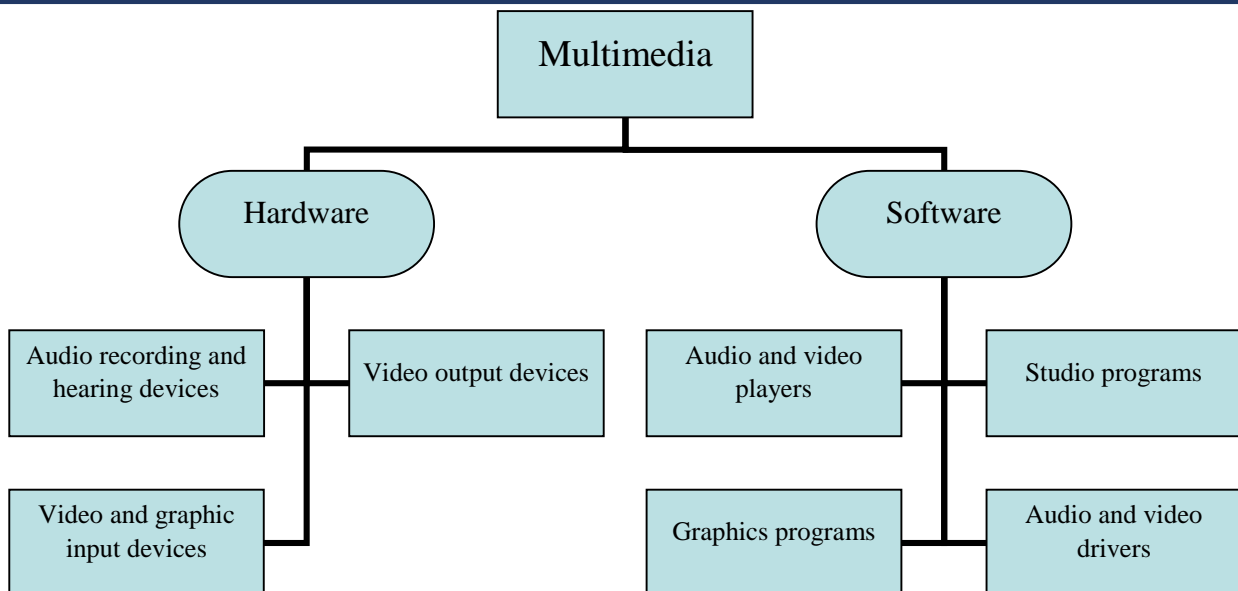 Multimedia
Hardware
Software
Audio recording and
hearing devices
Video output devices
Audio and video
players
Studio programs
Video and graphic
input devices
Graphics programs
Audio and video
drivers